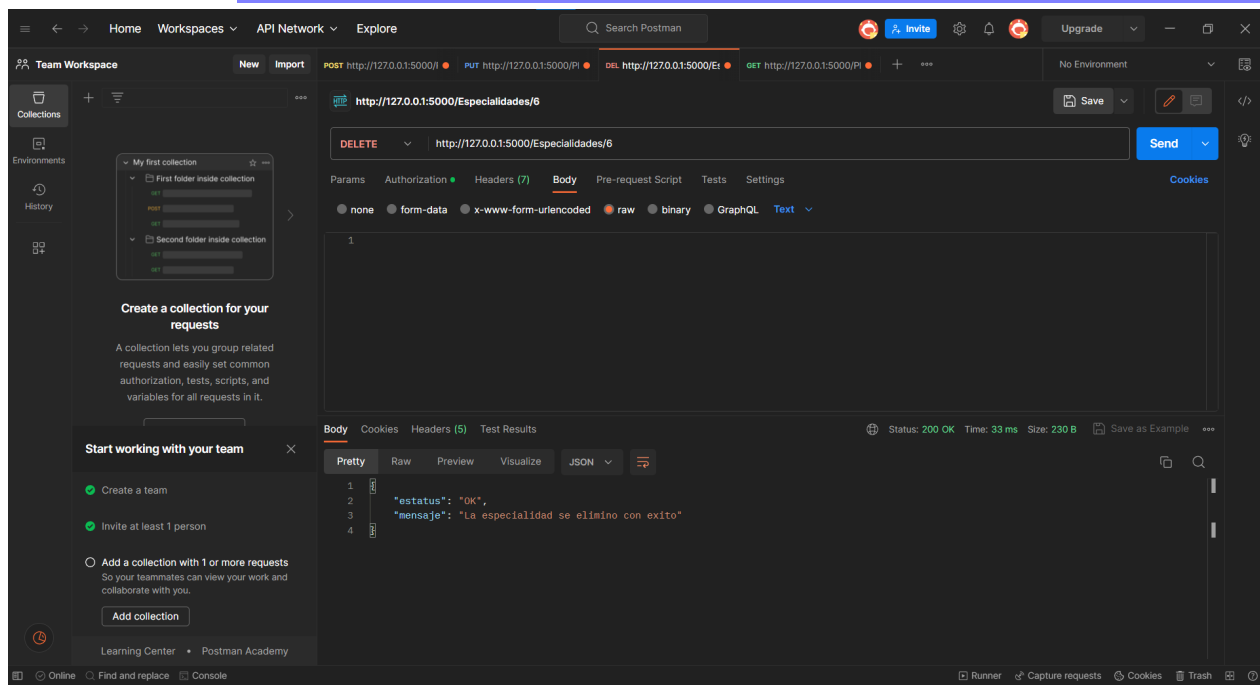 Home Workspaces API Network Explore Search Postman Invite Upgrade
Team Workspace New Import POST http://127.0.0.1:5000/I PUT http://127.0.0.1:5000/Pl DEL http://127.0.0.1:5000/Es GET http://127.0.0.1:5000/Pl No Environment
Collections
Environments
History
My first collection
First folder inside collection
GET
POST
GET
Second folder inside collection
GET
GET
Create a collection for your
requests
A collection lets you group related
requests and easily set common
authorization, tests, scripts, and
variables for all requests in it.
Start working with your team
Create a team
Invite at least 1 person
Add a collection with 1 or more requests
So your teammates can view your work and
collaborate with you.
Add collection
Learning Center • Postman Academy
HTTP http://127.0.0.1:5000/Especialidades/6 Save
DELETE http://127.0.0.1:5000/Especialidades/6 Send
Params Authorization Headers (7) Body Pre-request Script Tests Settings Cookies
none form-data x-www-form-urlencoded raw binary GraphQL Text
1
Body Cookies Headers (5) Test Results Status: 200 OK Time: 33 ms Size: 230 B Save as Example
Pretty Raw Preview Visualize JSON
1 {
2 "estatus": "OK",
3 "mensaje": "La especialidad se elimino con exito"
4 }
Online Find and replace Console Runner Capture requests Cookies Trash